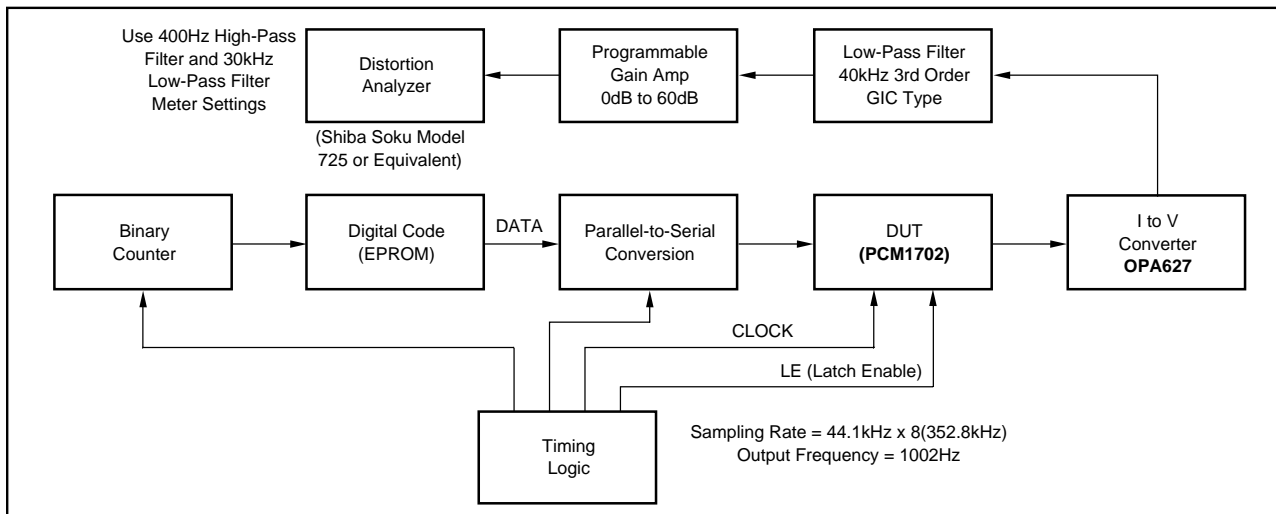 Use 400Hz High-Pass
Filter and 30kHz
Low-Pass Filter
Meter Settings
Distortion
Analyzer
(Shiba Soku Model
725 or Equivalent)
Programmable
Gain Amp
0dB to 60dB
Low-Pass Filter
40kHz 3rd Order
GIC Type
Binary
Counter
Digital Code
(EPROM)
DATA
Parallel-to-Serial
Conversion
DUT
(PCM1702)
I to V
Converter
OPA627
CLOCK
LE (Latch Enable)
Timing
Logic
Sampling Rate = 44.1kHz x 8(352.8kHz)
Output Frequency = 1002Hz